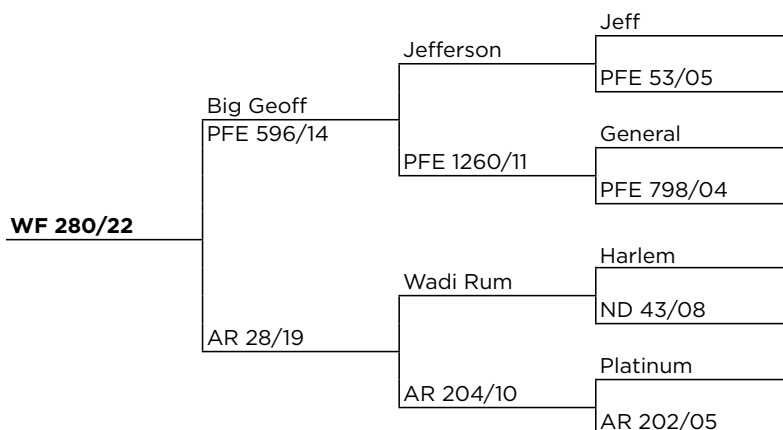 Jeff
Jefferson
PFE 53/05
Big Geoff
PFE 596/14
General
PFE 1260/11
PFE 798/04
WF 280/22
Harlem
Wadi Rum
ND 43/08
AR 28/19
Platinum
AR 204/10
AR 202/05